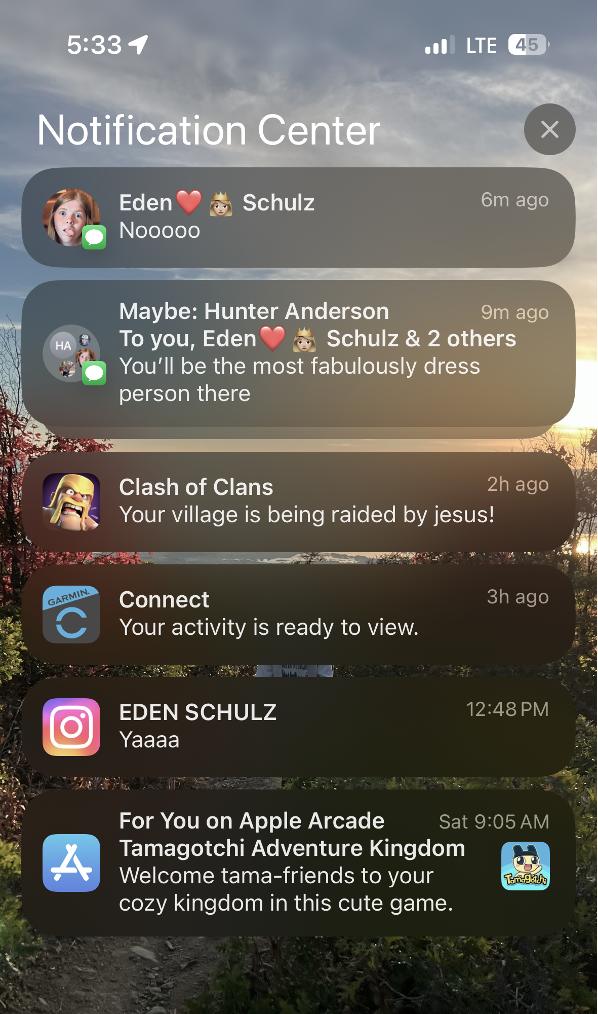 5:33
LTE
45
Notification Center
Eden❤️👸🏼 Schulz
6m ago
Nooooo
Maybe: Hunter Anderson
9m ago
To you, Eden❤️👸🏼 Schulz & 2 others
HA
You’ll be the most fabulously dress
person there
Clash of Clans
2h ago
Your village is being raided by jesus!
GARMIN.
Connect
3h ago
Your activity is ready to view.
EDEN SCHULZ
12:48 PM
Yaaaa
For You on Apple Arcade
Sat 9:05 AM
Tamagotchi Adventure Kingdom
Welcome tama-friends to your
cozy kingdom in this cute game.